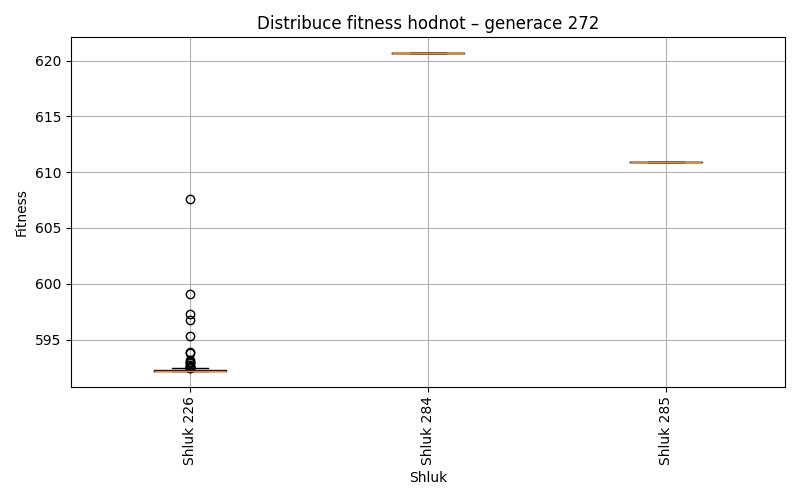 Distribuce fitness hodnot – generace 272
620
615
610
605
600
595
Fitness
Shluk 226
Shluk 284
Shluk 285
Shluk